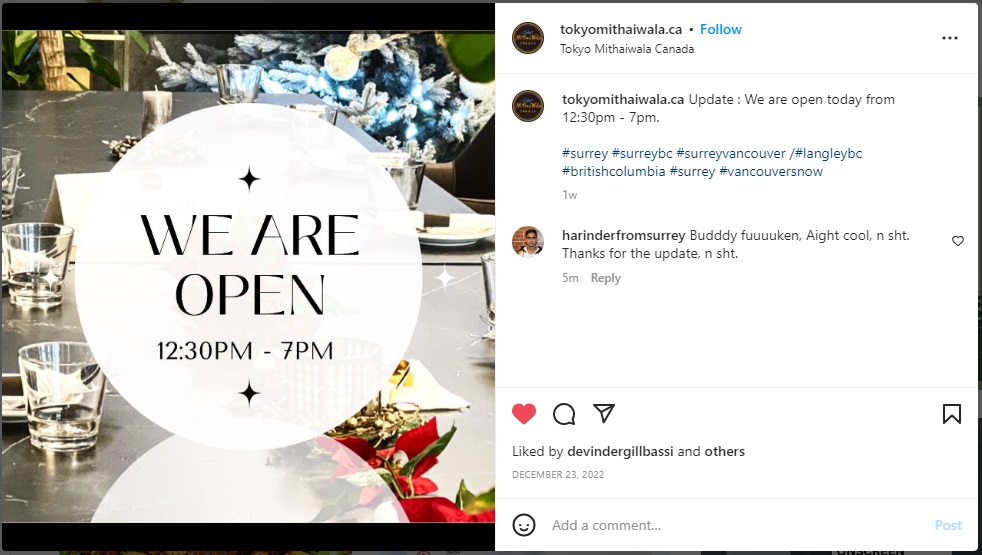 WE ARE
OPEN
12:30PM - 7PM
tokyomithaiwala.ca • Follow
Tokyo Mithaiwala Canada
tokyomithaiwala.ca Update : We are open today from
12:30pm - 7pm.
#surrey #surreybc #surreyvancouver /#langleybc
#britishcolumbia #surrey #vancouversnow
1w
harinderfromsurrey Budddy fuuuuken, Aight cool, n sht.
Thanks for the update, n sht.
5m Reply
Liked by devindergillbassi and others
DECEMBER 23, 2022
Add a comment...
Post